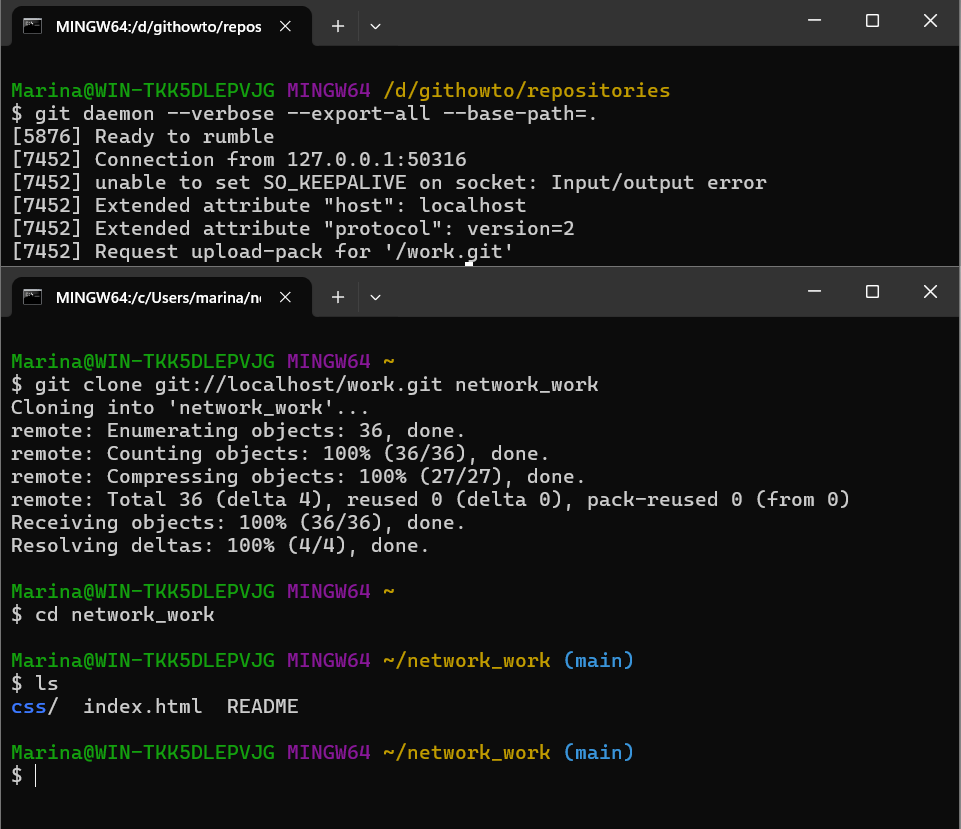 MINGW64:/d/githowto/repos
Marina@WIN-TKK5DLEPVJG MINGW64 /d/githowto/repositories
$ git daemon --verbose --export-all --base-path=.
[5876] Ready to rumble
[7452] Connection from 127.0.0.1:50316
[7452] unable to set SO_KEEPALIVE on socket: Input/output error
[7452] Extended attribute "host": localhost
[7452] Extended attribute "protocol": version=2
[7452] Request upload-pack for '/work.git'
MINGW64:/c/Users/marina/ne
Marina@WIN-TKK5DLEPVJG MINGW64 ~
$ git clone git://localhost/work.git network_work
Cloning into 'network_work'...
remote: Enumerating objects: 36, done.
remote: Counting objects: 100% (36/36), done.
remote: Compressing objects: 100% (27/27), done.
remote: Total 36 (delta 4), reused 0 (delta 0), pack-reused 0 (from 0)
Receiving objects: 100% (36/36), done.
Resolving deltas: 100% (4/4), done.
Marina@WIN-TKK5DLEPVJG MINGW64 ~
$ cd network_work
Marina@WIN-TKK5DLEPVJG MINGW64 ~/network_work (main)
$ ls
css/  index.html  README
Marina@WIN-TKK5DLEPVJG MINGW64 ~/network_work (main)
$